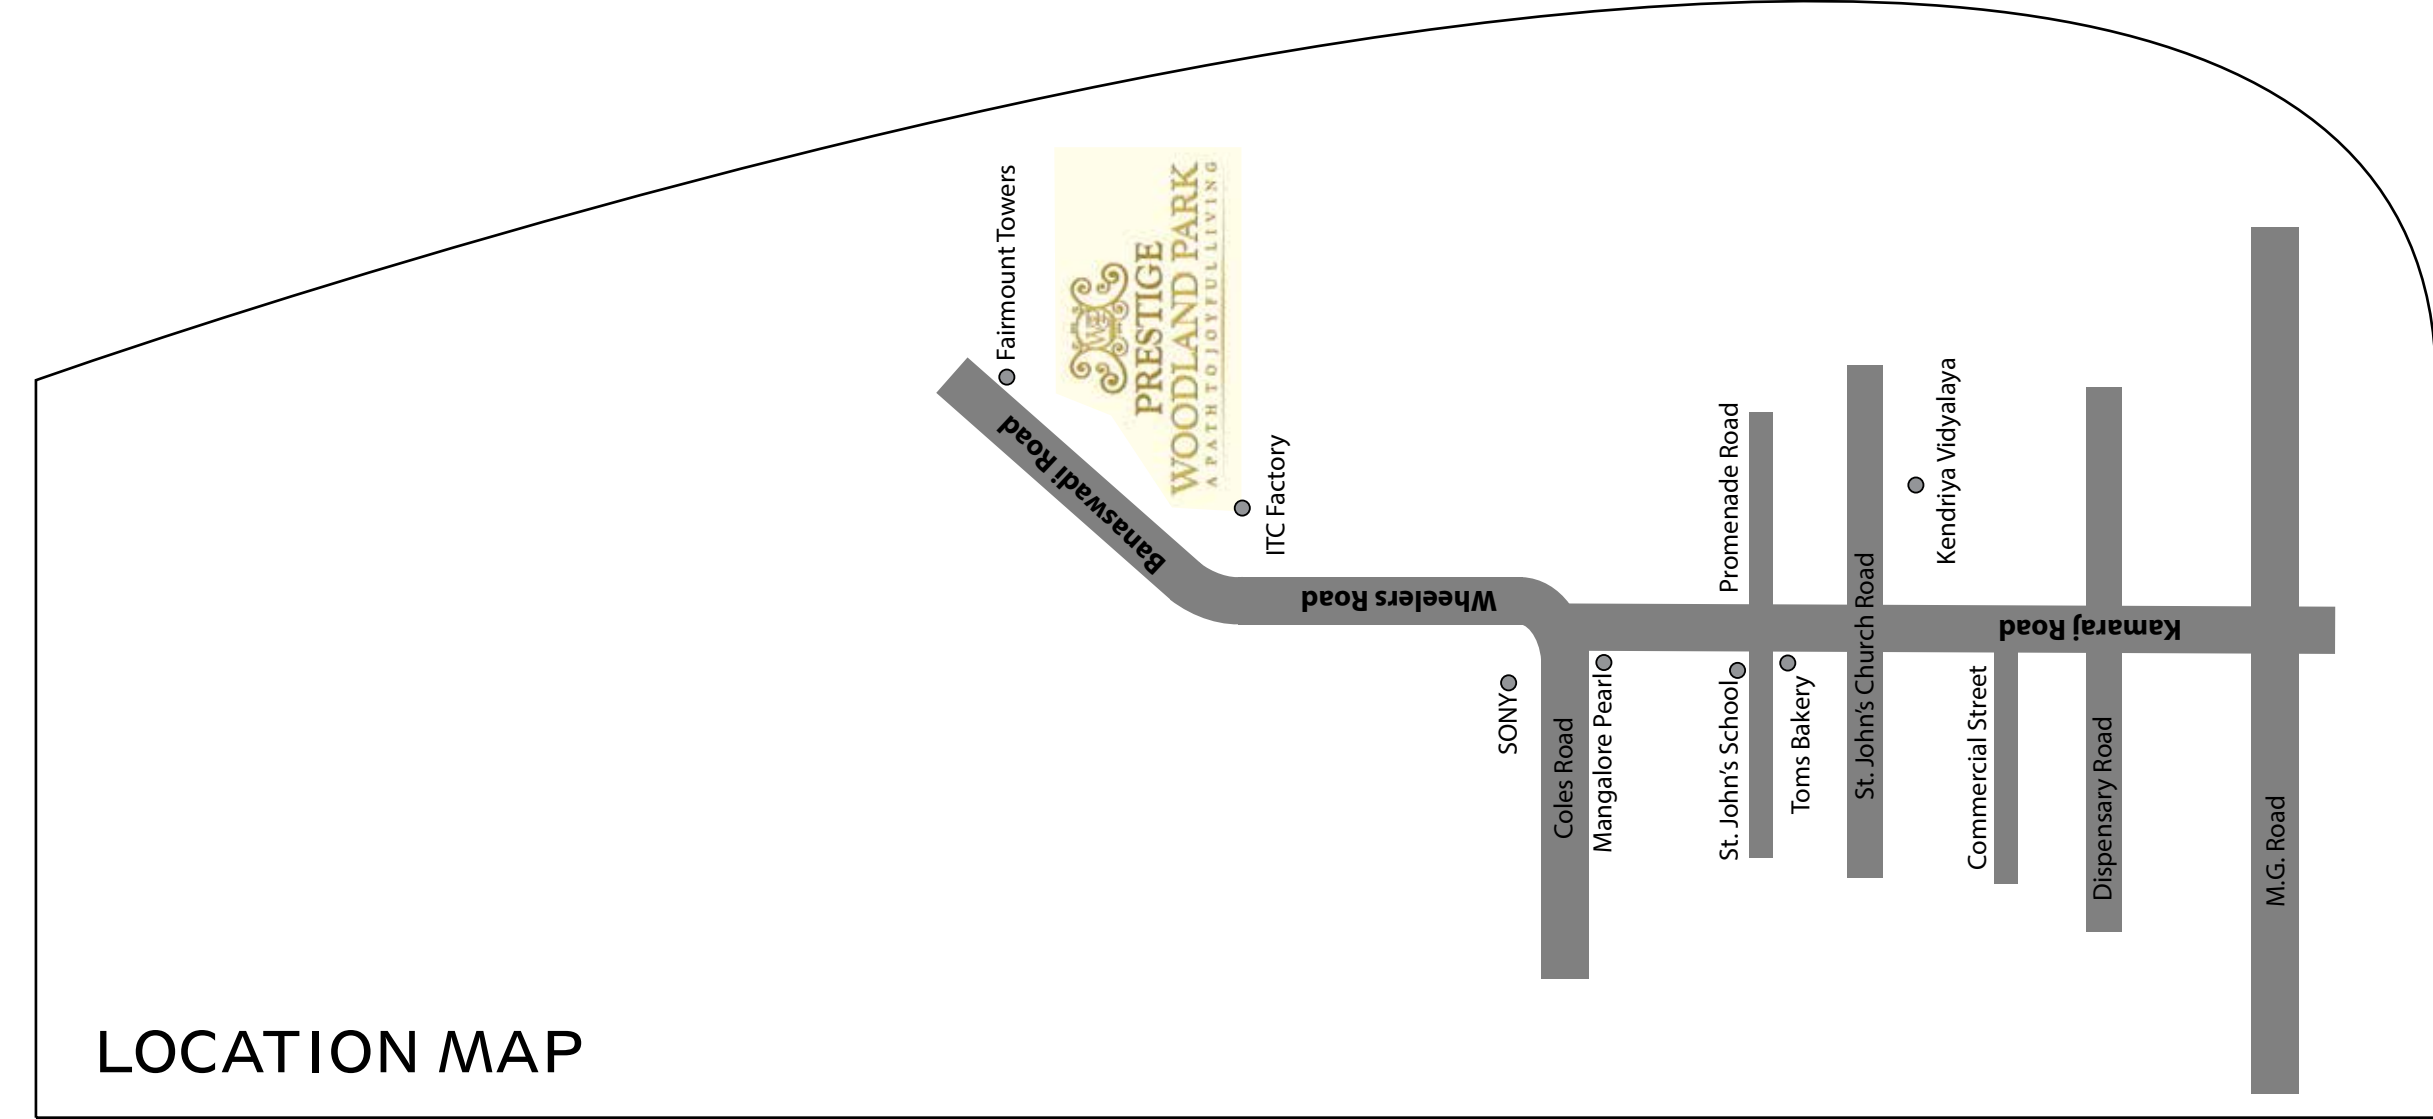 Fairmount Towers
PRESTIGE
WOODLAND PARK
A PATH TO JOYFUL LIVING
Banaswadi Road
ITC Factory
Wheelers Road
SONY
Coles Road
Mangalore Pearl
Promenade Road
St. John's School
Toms Bakery
St. John's Church Road
Kendriya Vidyalaya
Commercial Street
Kamaraj Road
Dispensary Road
M.G. Road
LOCATION MAP